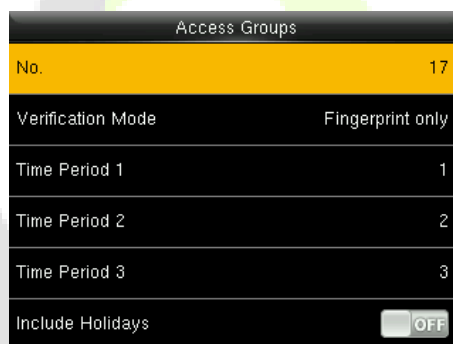 Access Groups
No. 17
Verification Mode Fingerprint only
Time Period 1 1
Time Period 2 2
Time Period 3 3
Include Holidays OFF